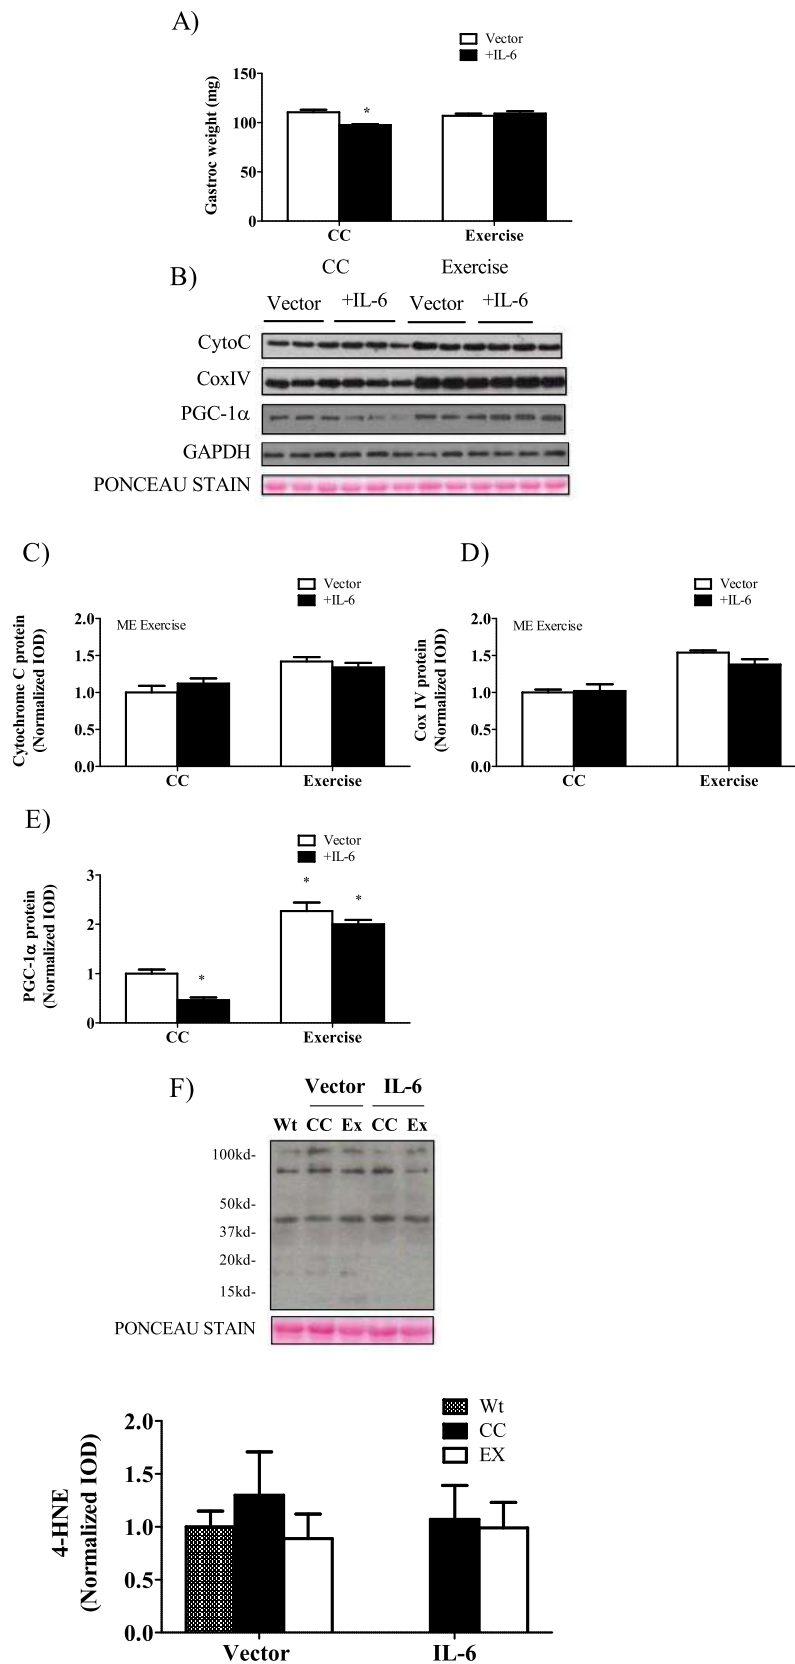 A)
Vector
+IL-6
Gastroc weight (mg)
150
100
50
0
*
CC
Exercise
B)
CC
Exercise
Vector
+IL-6
Vector
+IL-6
CytoC
CoxIV
PGC-1α
GAPDH
PONCEAU STAIN
C)
Vector
+IL-6
Cytochrome C protein
(Normalized IOD)
2.0
1.5
1.0
0.5
0.0
ME Exercise
CC
Exercise
D)
Vector
+IL-6
Cox IV protein
(Normalized IOD)
2.0
1.5
1.0
0.5
0.0
ME Exercise
CC
Exercise
E)
Vector
+IL-6
PGC-1α protein
(Normalized IOD)
3
2
1
0
*
*
*
CC
Exercise
F)
Vector
IL-6
Wt CC Ex CC Ex
100kd-
50kd-
37kd-
20kd-
15kd-
PONCEAU STAIN
Wt
CC
EX
4-HNE
(Normalized IOD)
2.0
1.5
1.0
0.5
0.0
Vector
IL-6